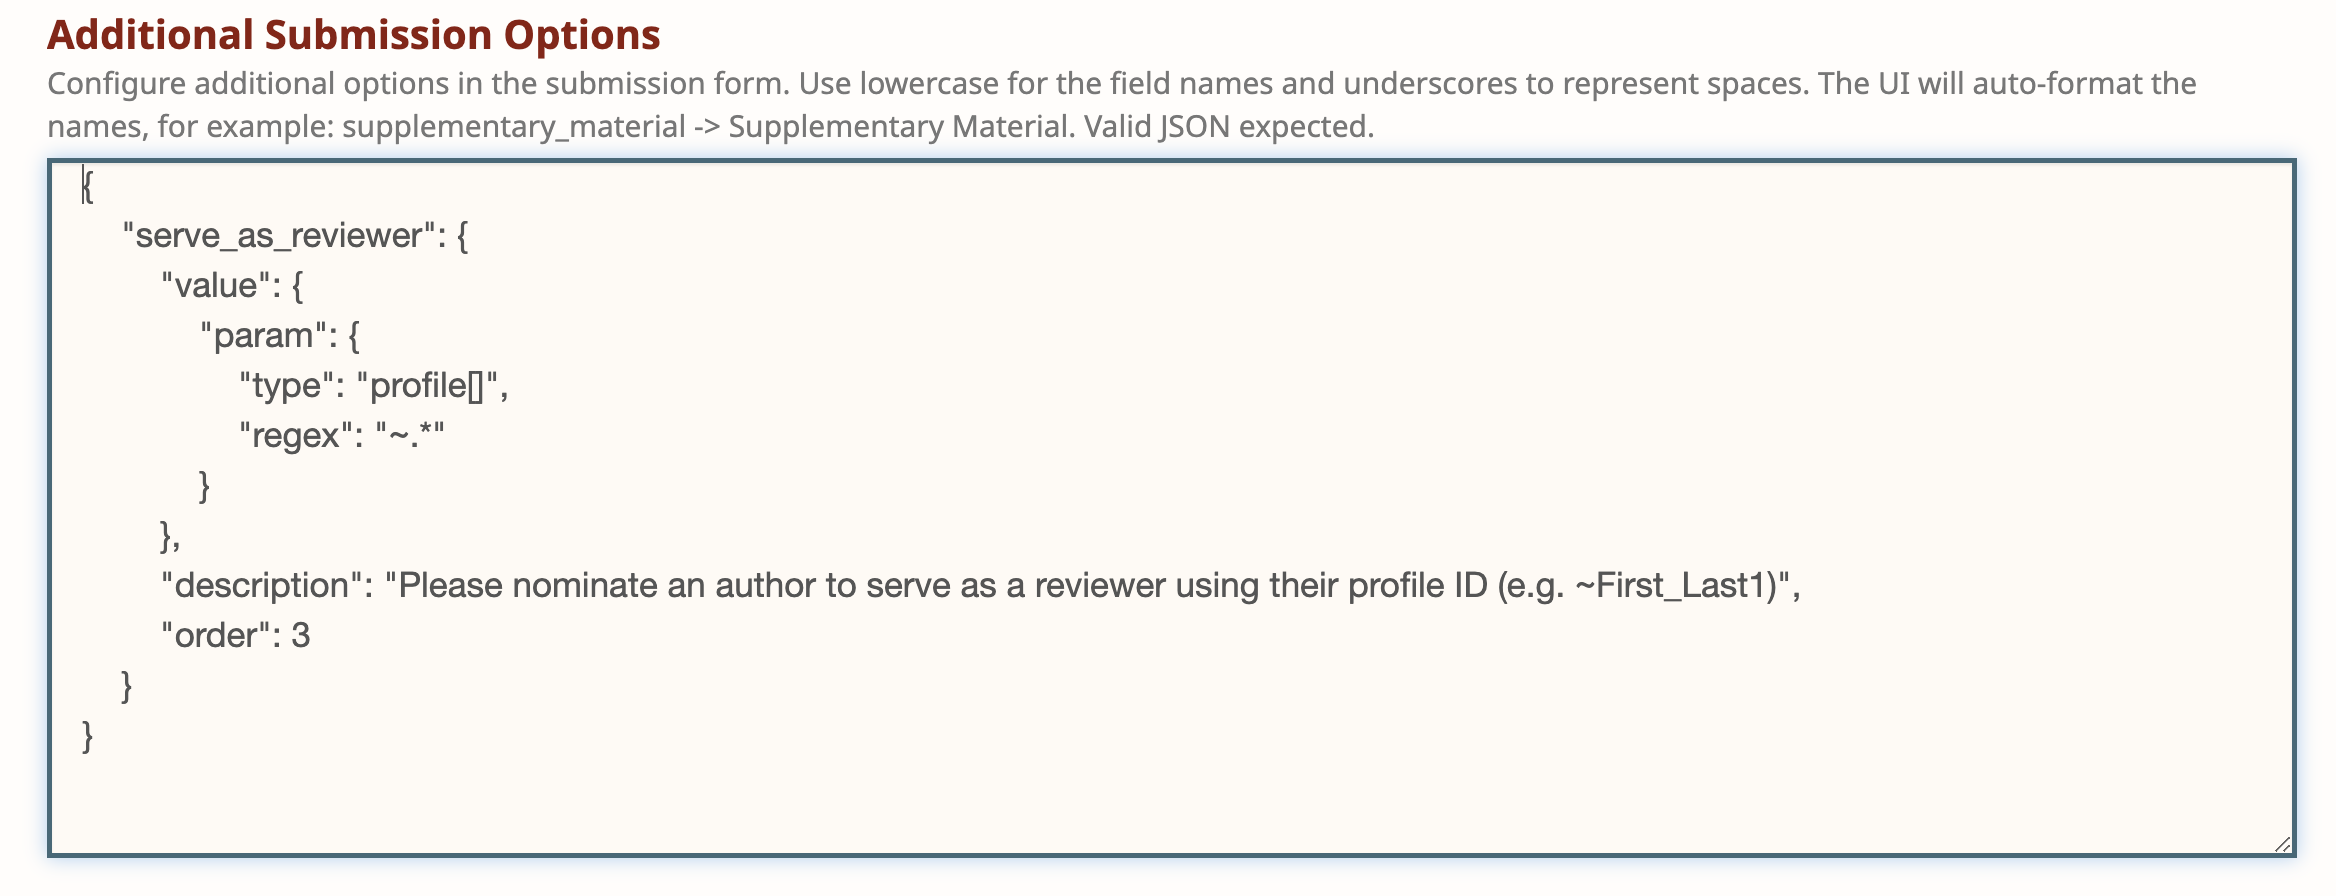 Additional Submission Options
Configure additional options in the submission form. Use lowercase for the field names and underscores to represent spaces. The UI will auto-format the
names, for example: supplementary_material -> Supplementary Material. Valid JSON expected.
{
"serve_as_reviewer": {
"value": {
"param": {
"type": "profile[]",
"regex": "~.*"
}
},
"description": "Please nominate an author to serve as a reviewer using their profile ID (e.g. ~First_Last1)",
"order": 3
}
}